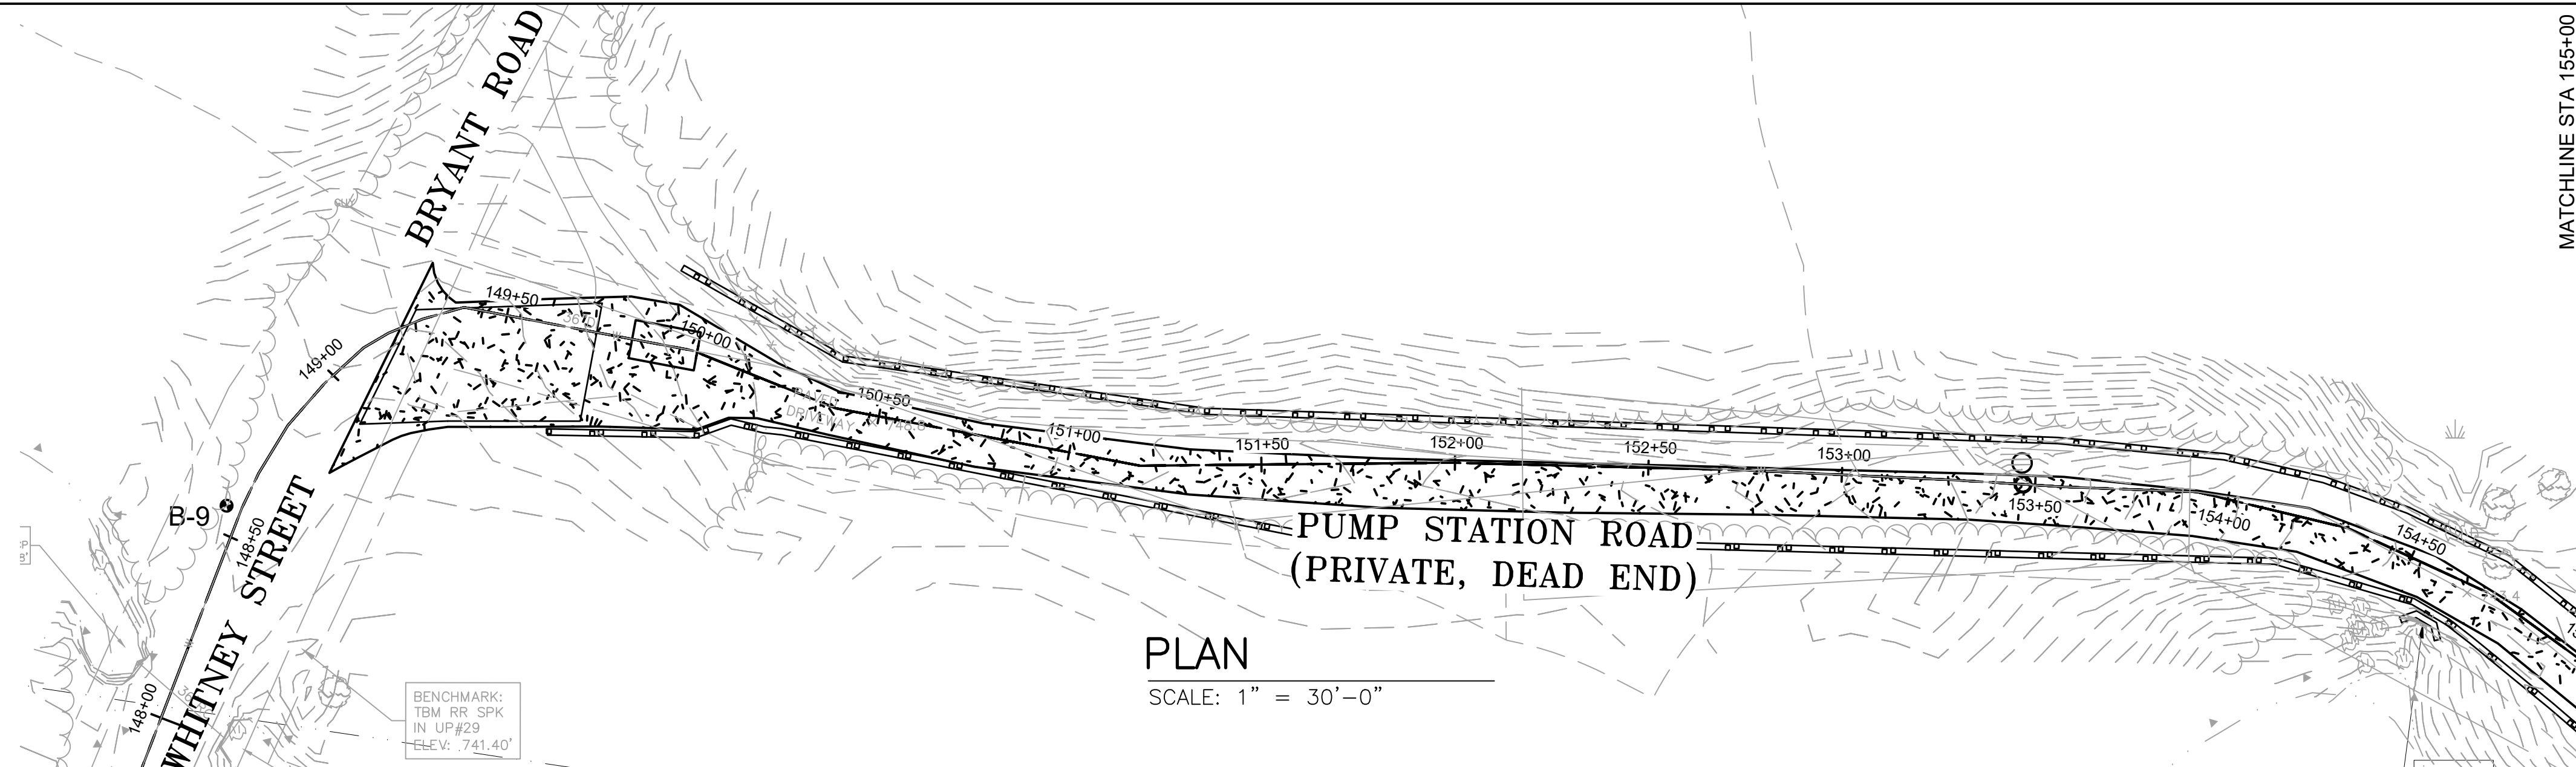 MATCHLINE STA 155+00
BRYANT ROAD
149+50
150+00
149+00
150+50
PAVED
DRIVEWAY
151+00
151+50
152+00
152+50
153+00
153+50
154+00
154+50
B-9
148+50
148+00
WHITNEY STREET
PUMP STATION ROAD
(PRIVATE, DEAD END)
PLAN
SCALE: 1" = 30'-0"
BENCHMARK:
TBM RR SPK
IN UP#29
ELEV: 741.40'